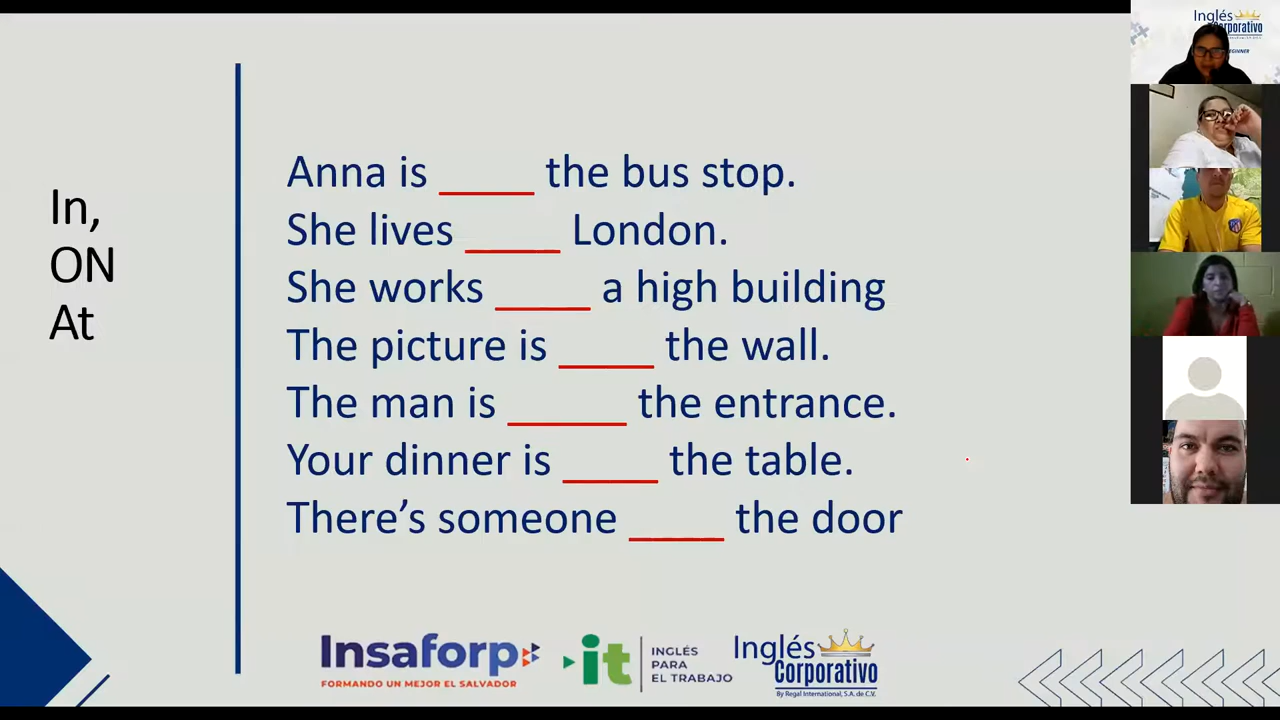 In,
ON
At
Anna is _____ the bus stop.
She lives _____ London.
She works _____ a high building
The picture is _____ the wall.
The man is ______ the entrance.
Your dinner is _____ the table.
There’s someone _____ the door
Insaforp
FORMANDO UN MEJOR EL SALVADOR
it
INGLÉS
PARA
EL TRABAJO
Inglés
Corporativo
By Regal International, S.A. de C.V.
Inglés
Corporativo